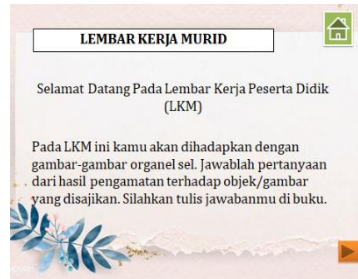 LEMBAR KERJA MURID
Selamat Datang Pada Lembar Kerja Peserta Didik
(LKM)
Pada LKM ini kamu akan dihadapkan dengan
gambar-gambar organel sel. Jawablah pertanyaan
dari hasil pengamatan terhadap objek/gambar
yang disajikan. Silahkan tulis jawabanmu di buku.